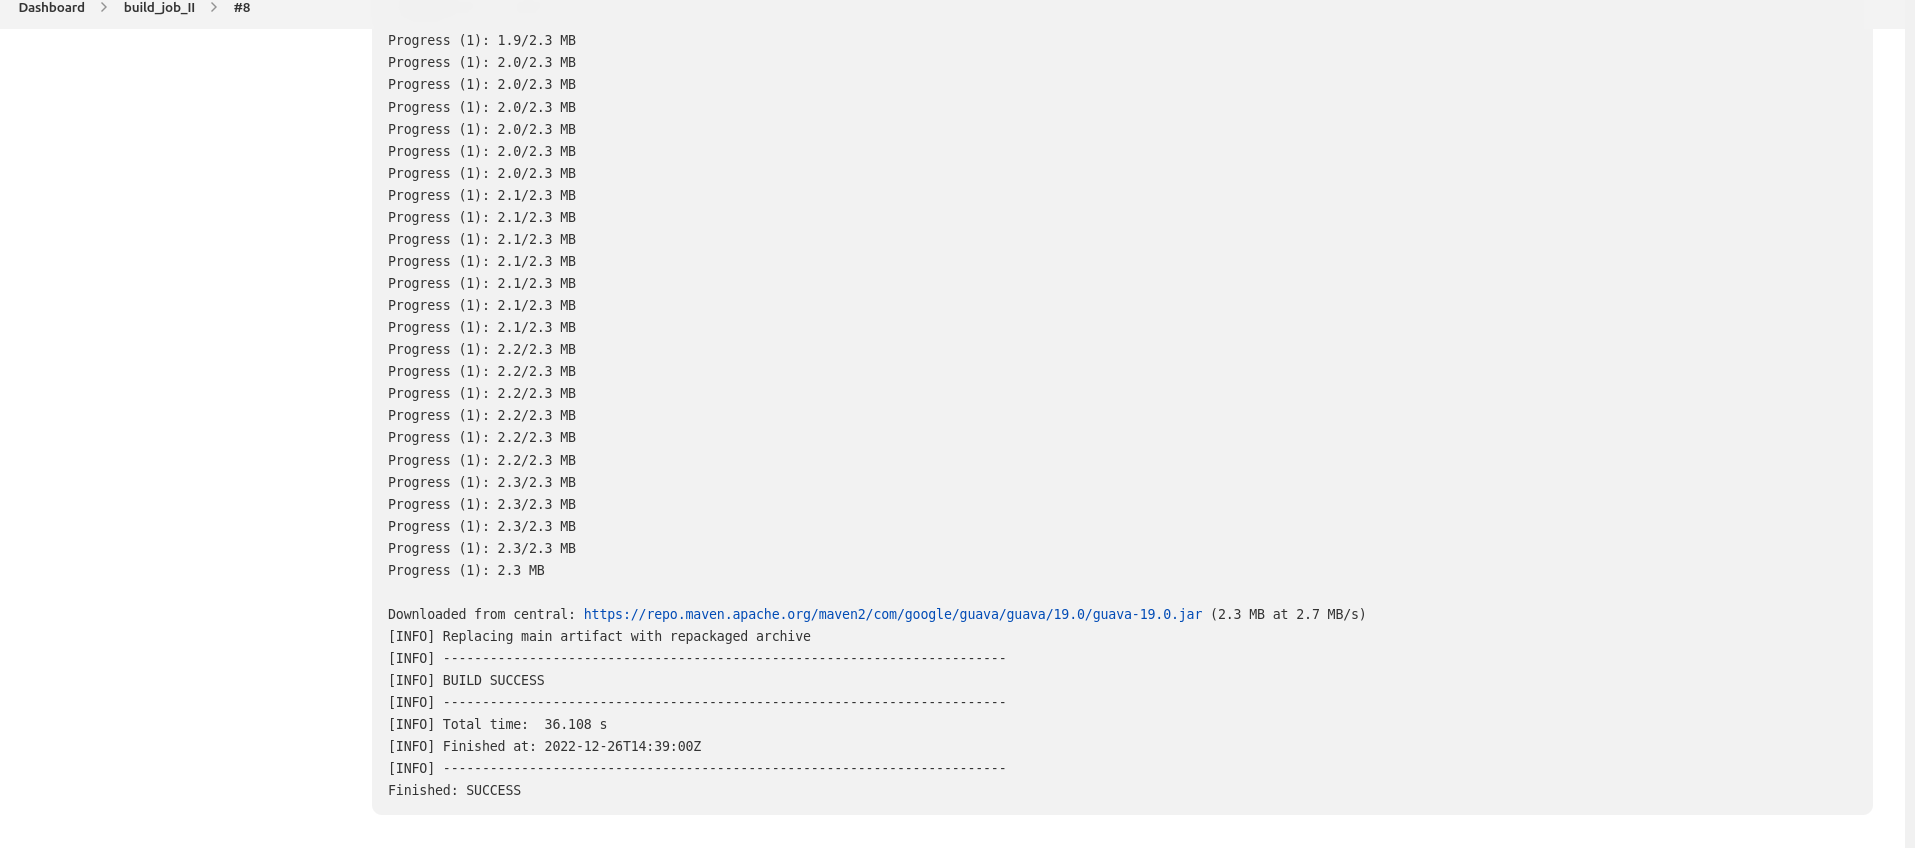 Dashboard > build_job_II > #8
Progress (1): 1.9/2.3 MB
Progress (1): 2.0/2.3 MB
Progress (1): 2.0/2.3 MB
Progress (1): 2.0/2.3 MB
Progress (1): 2.0/2.3 MB
Progress (1): 2.0/2.3 MB
Progress (1): 2.0/2.3 MB
Progress (1): 2.1/2.3 MB
Progress (1): 2.1/2.3 MB
Progress (1): 2.1/2.3 MB
Progress (1): 2.1/2.3 MB
Progress (1): 2.1/2.3 MB
Progress (1): 2.1/2.3 MB
Progress (1): 2.1/2.3 MB
Progress (1): 2.2/2.3 MB
Progress (1): 2.2/2.3 MB
Progress (1): 2.2/2.3 MB
Progress (1): 2.2/2.3 MB
Progress (1): 2.2/2.3 MB
Progress (1): 2.2/2.3 MB
Progress (1): 2.3/2.3 MB
Progress (1): 2.3/2.3 MB
Progress (1): 2.3/2.3 MB
Progress (1): 2.3/2.3 MB
Progress (1): 2.3 MB
Downloaded from central: https://repo.maven.apache.org/maven2/com/google/guava/guava/19.0/guava-19.0.jar (2.3 MB at 2.7 MB/s)
[INFO] Replacing main artifact with repackaged archive
[INFO] ------------------------------------------------------------------------
[INFO] BUILD SUCCESS
[INFO] ------------------------------------------------------------------------
[INFO] Total time:  36.108 s
[INFO] Finished at: 2022-12-26T14:39:00Z
[INFO] ------------------------------------------------------------------------
Finished: SUCCESS